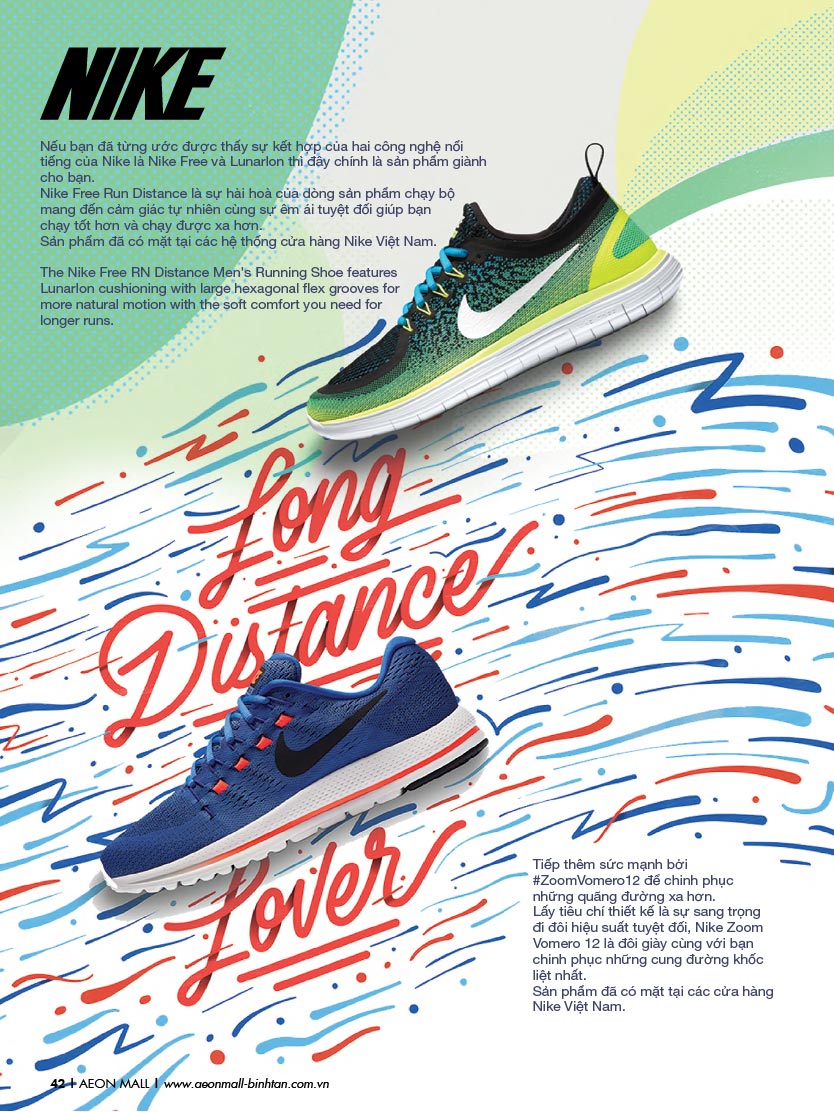 NIKE
Nếu bạn đã từng ước được thấy sự kết hợp của hai công nghệ nổi
tiếng của Nike là Nike Free và Lunarlon thì đây chính là sản phẩm giành
cho bạn.
Nike Free Run Distance là sự hài hoà của dòng sản phẩm chạy bộ
mang đến cảm giác tự nhiên cùng sự êm ái tuyệt đối giúp bạn
chạy tốt hơn và chạy được xa hơn.
Sản phẩm đã có mặt tại các hệ thống cửa hàng Nike Việt Nam.
The Nike Free RN Distance Men's Running Shoe features
Lunarlon cushioning with large hexagonal flex grooves for
more natural motion with the soft comfort you need for
longer runs.
Long
Distance
Lover
Tiếp thêm sức mạnh bởi
#ZoomVomero12 để chinh phục
những quãng đường xa hơn.
Lấy tiêu chí thiết kế là sự sang trọng
đi đôi hiệu suất tuyệt đối, Nike Zoom
Vomero 12 là đôi giày cùng với bạn
chinh phục những cung đường khốc
liệt nhất.
Sản phẩm đã có mặt tại các cửa hàng
Nike Việt Nam.
42 | AEON MALL | www.aeonmall-binhtan.com.vn